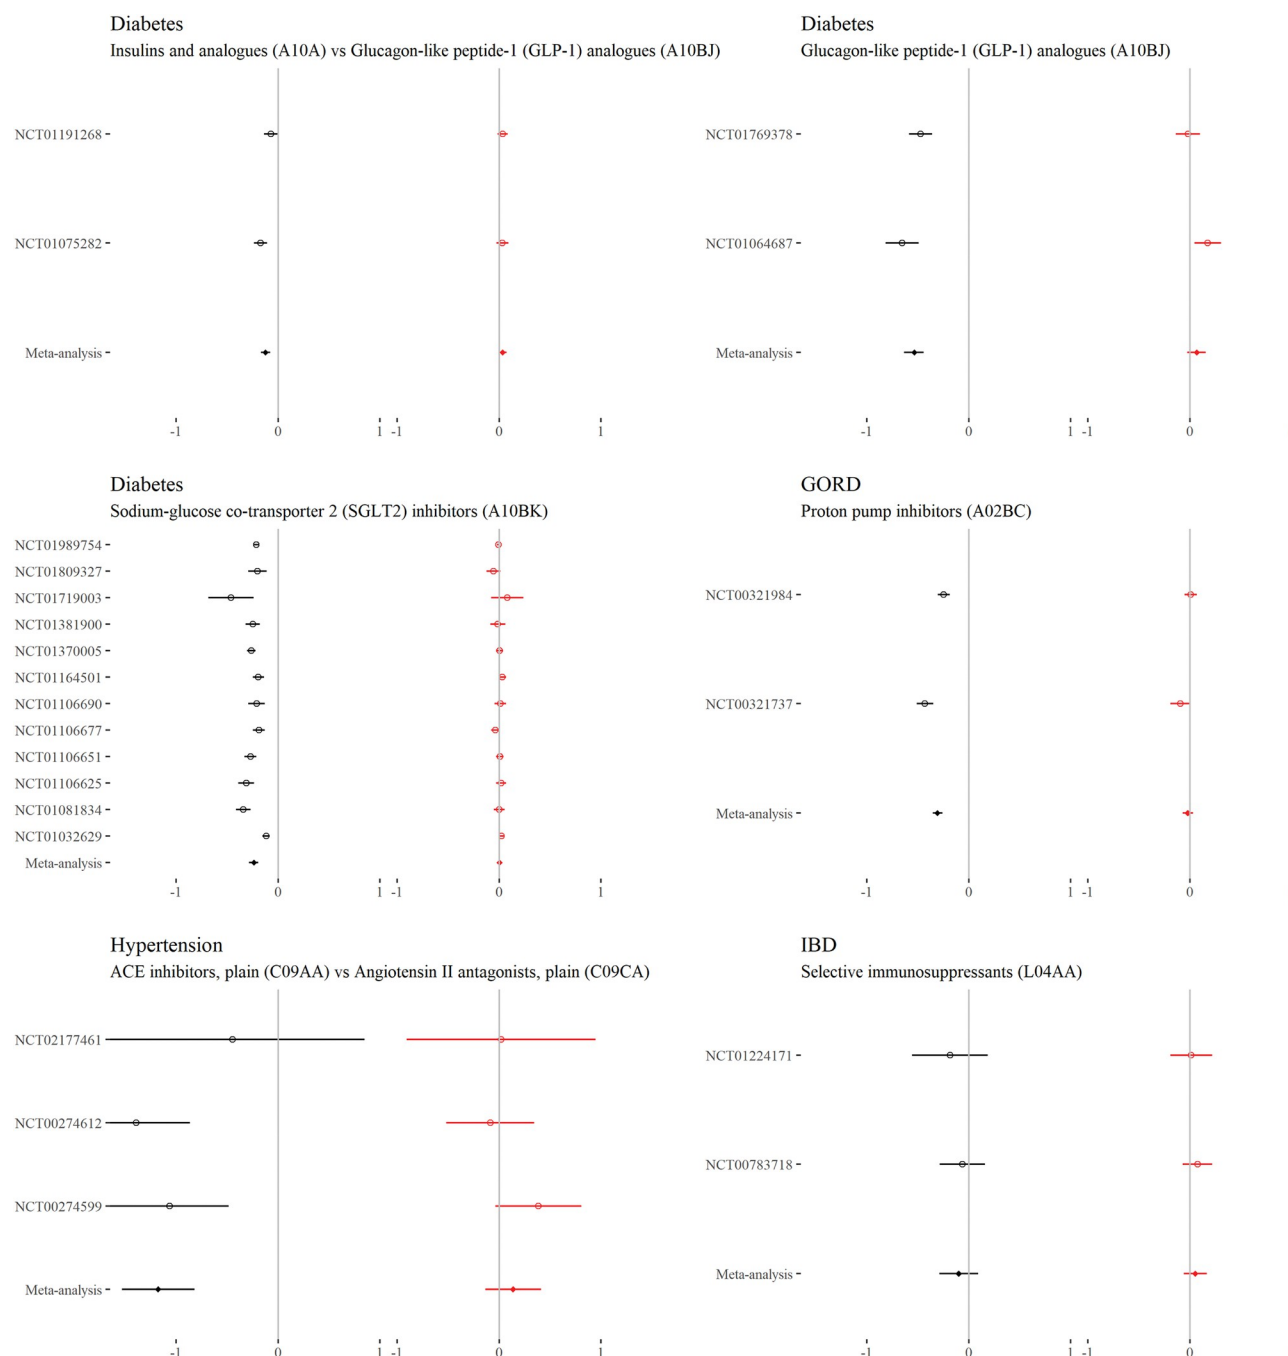 Diabetes
Insulins and analogues (A10A) vs Glucagon-like peptide-1 (GLP-1) analogues (A10BJ)
NCT01191268
NCT01075282
Meta-analysis
-1 0 1 -1 0 1
Diabetes
Glucagon-like peptide-1 (GLP-1) analogues (A10BJ)
NCT01769378
NCT01064687
Meta-analysis
-1 0 1 -1 0
Diabetes
Sodium-glucose co-transporter 2 (SGLT2) inhibitors (A10BK)
NCT01989754
NCT01809327
NCT01719003
NCT01381900
NCT01370005
NCT01164501
NCT01106690
NCT01106677
NCT01106651
NCT01106625
NCT01081834
NCT01032629
Meta-analysis
-1 0 1 -1 0 1
GORD
Proton pump inhibitors (A02BC)
NCT00321984
NCT00321737
Meta-analysis
-1 0 1 -1 0
Hypertension
ACE inhibitors, plain (C09AA) vs Angiotensin II antagonists, plain (C09CA)
NCT02177461
NCT00274612
NCT00274599
Meta-analysis
-1 0 1 -1 0 1
IBD
Selective immunosuppressants (L04AA)
NCT01224171
NCT00783718
Meta-analysis
-1 0 1 -1 0